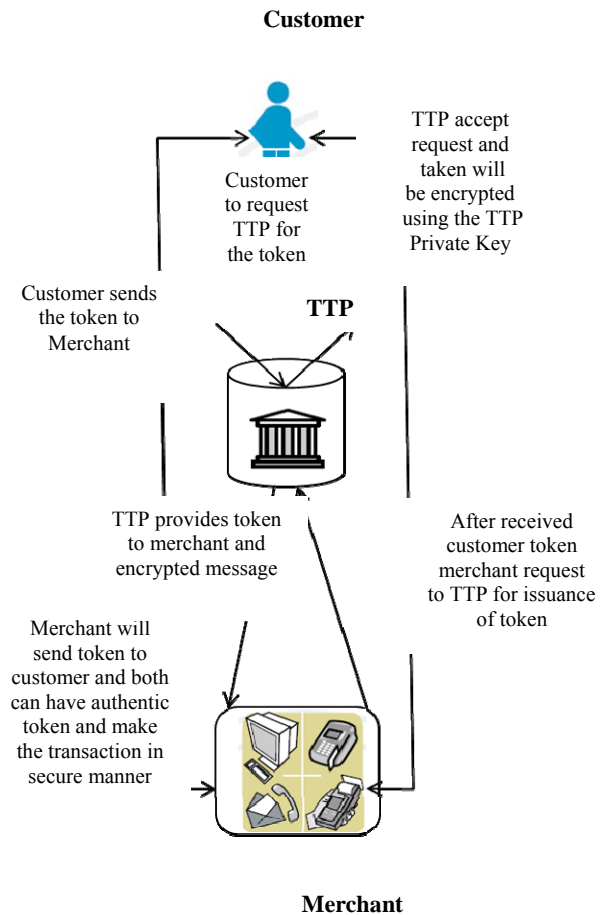 Customer
TTP accept
request and
taken will
be encrypted
using the TTP
Private Key
Customer
to request
TTP for
the token
Customer sends
the token to
Merchant
TTP
TTP provides token
to merchant and
encrypted message
After received
customer token
merchant request
to TTP for issuance
of token
Merchant will
send token to
customer and both
can have authentic
token and make
the transaction in
secure manner
Merchant